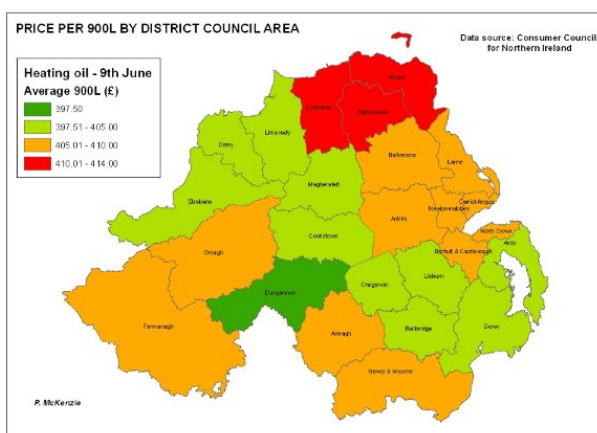 PRICE PER 900L BY DISTRICT COUNCIL AREA
Data source: Consumer Council
for Northern Ireland
Heating oil - 9th June
Average 900L (£)
397.50
397.51 - 405.00
405.01 - 410.00
410.01 - 414.00
Moyle
Coleraine
Ballymoney
Limavady
Derry
Ballymena
Larne
Magherafelt
Strabane
Carrickfergus
Newtownabbey
Antrim
Cookstown
North Down
Ards
Omagh
Belfast & Castlereagh
Lisburn
Craigavon
Dungannon
Fermanagh
Armagh
Banbridge
Down
Newry & Mourne
P. McKenzie